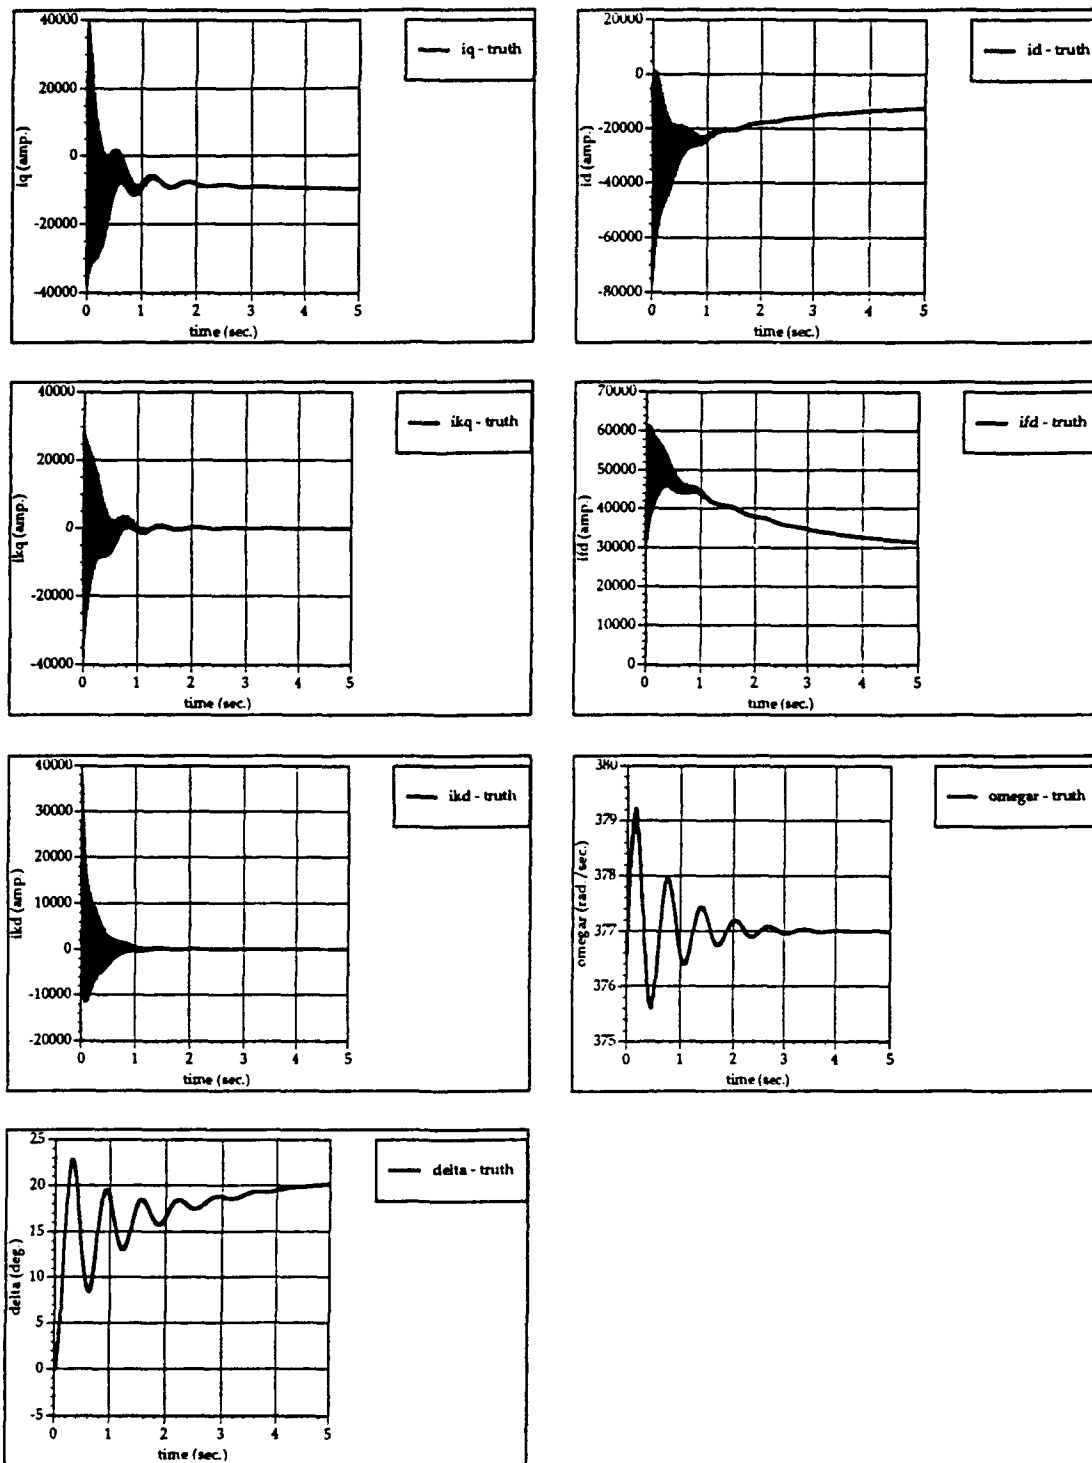 40000
20000
0
-20000
-40000
iq (amp.)
0 1 2 3 4 5
time (sec.)
iq - truth
20000
0
-20000
-40000
-60000
-80000
id (amp.)
0 1 2 3 4 5
time (sec.)
id - truth
40000
20000
0
-20000
-40000
ikq (amp.)
0 1 2 3 4 5
time (sec.)
ikq - truth
70000
60000
50000
40000
30000
20000
10000
0
ifd (amp.)
0 1 2 3 4 5
time (sec.)
ifd - truth
40000
30000
20000
10000
0
-10000
-20000
ikd (amp.)
0 1 2 3 4 5
time (sec.)
ikd - truth
380
379
378
377
376
375
omegar (rad./sec.)
0 1 2 3 4 5
time (sec.)
omegar - truth
25
20
15
10
5
0
-5
delta (deg.)
0 1 2 3 4 5
time (sec.)
delta - truth